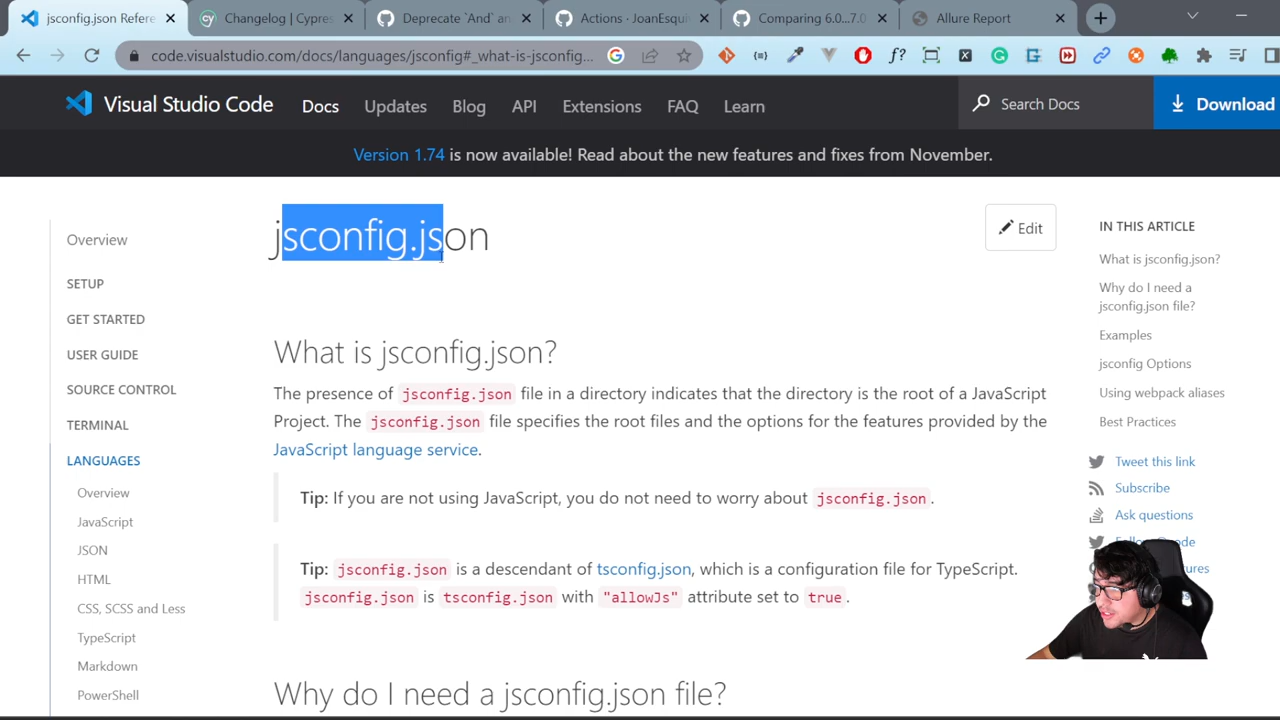 jsconfig.json Refere
Changelog | Cypres
Deprecate `And` an
Actions · JoanEsqui
Comparing 6.0...7.0
Allure Report
code.visualstudio.com/docs/languages/jsconfig#_what-is-jsconfig...
Visual Studio Code
Docs
Updates
Blog
API
Extensions
FAQ
Learn
Search Docs
Download
Version 1.74 is now available! Read about the new features and fixes from November.
Overview
SETUP
GET STARTED
USER GUIDE
SOURCE CONTROL
TERMINAL
LANGUAGES
Overview
JavaScript
JSON
HTML
CSS, SCSS and Less
TypeScript
Markdown
PowerShell
jsconfig.json
Edit
What is jsconfig.json?
The presence of jsconfig.json file in a directory indicates that the directory is the root of a JavaScript
Project. The jsconfig.json file specifies the root files and the options for the features provided by the
JavaScript language service.
Tip: If you are not using JavaScript, you do not need to worry about jsconfig.json.
Tip: jsconfig.json is a descendant of tsconfig.json, which is a configuration file for TypeScript.
jsconfig.json is tsconfig.json with "allowJs" attribute set to true.
Why do I need a jsconfig.json file?
IN THIS ARTICLE
What is jsconfig.json?
Why do I need a
jsconfig.json file?
Examples
jsconfig Options
Using webpack aliases
Best Practices
Tweet this link
Subscribe
Ask questions